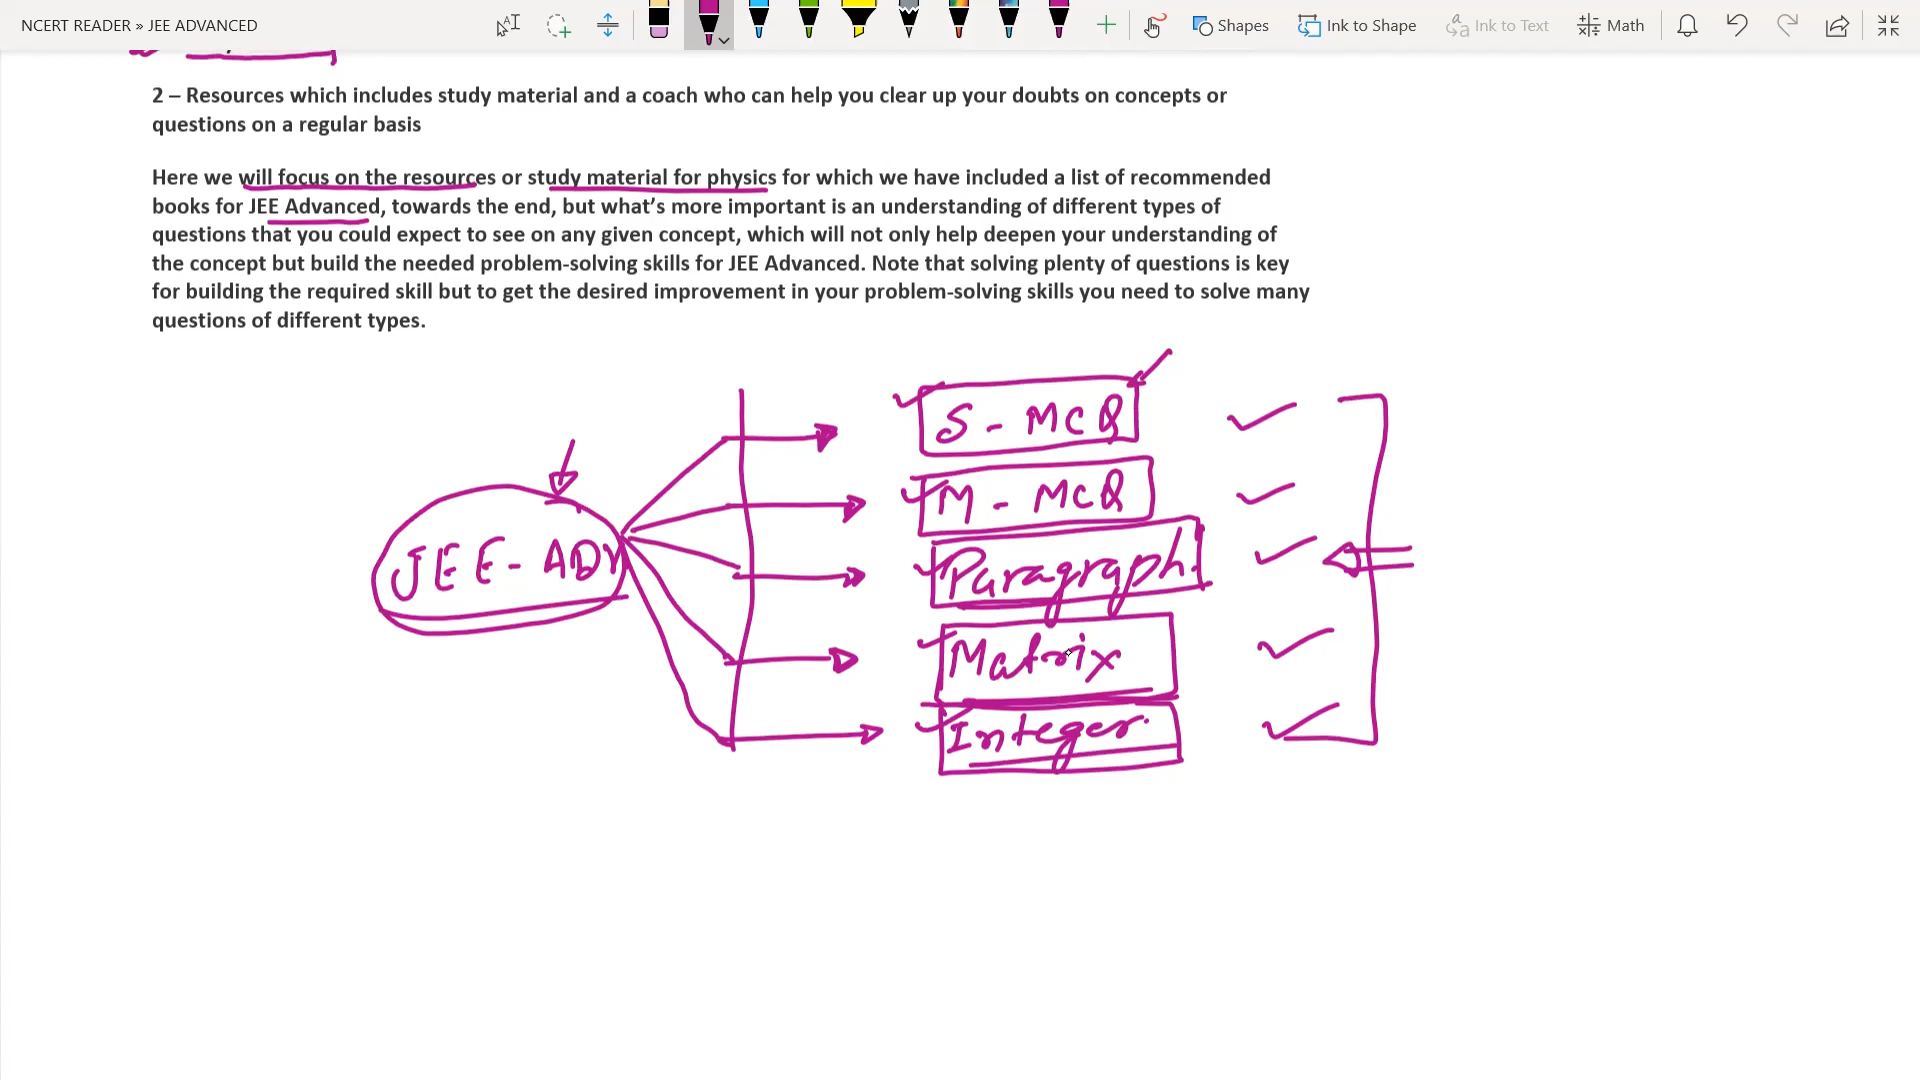 NCERT READER » JEE ADVANCED
Shapes
Ink to Shape
Ink to Text
Math
2 – Resources which includes study material and a coach who can help you clear up your doubts on concepts or
questions on a regular basis
Here we will focus on the resources or study material for physics for which we have included a list of recommended
books for JEE Advanced, towards the end, but what's more important is an understanding of different types of
questions that you could expect to see on any given concept, which will not only help deepen your understanding of
the concept but build the needed problem-solving skills for JEE Advanced. Note that solving plenty of questions is key
for building the required skill but to get the desired improvement in your problem-solving skills you need to solve many
questions of different types.
JEE-ADV
S - MCQ
M - MCQ
Paragraph
Matrix
Integer